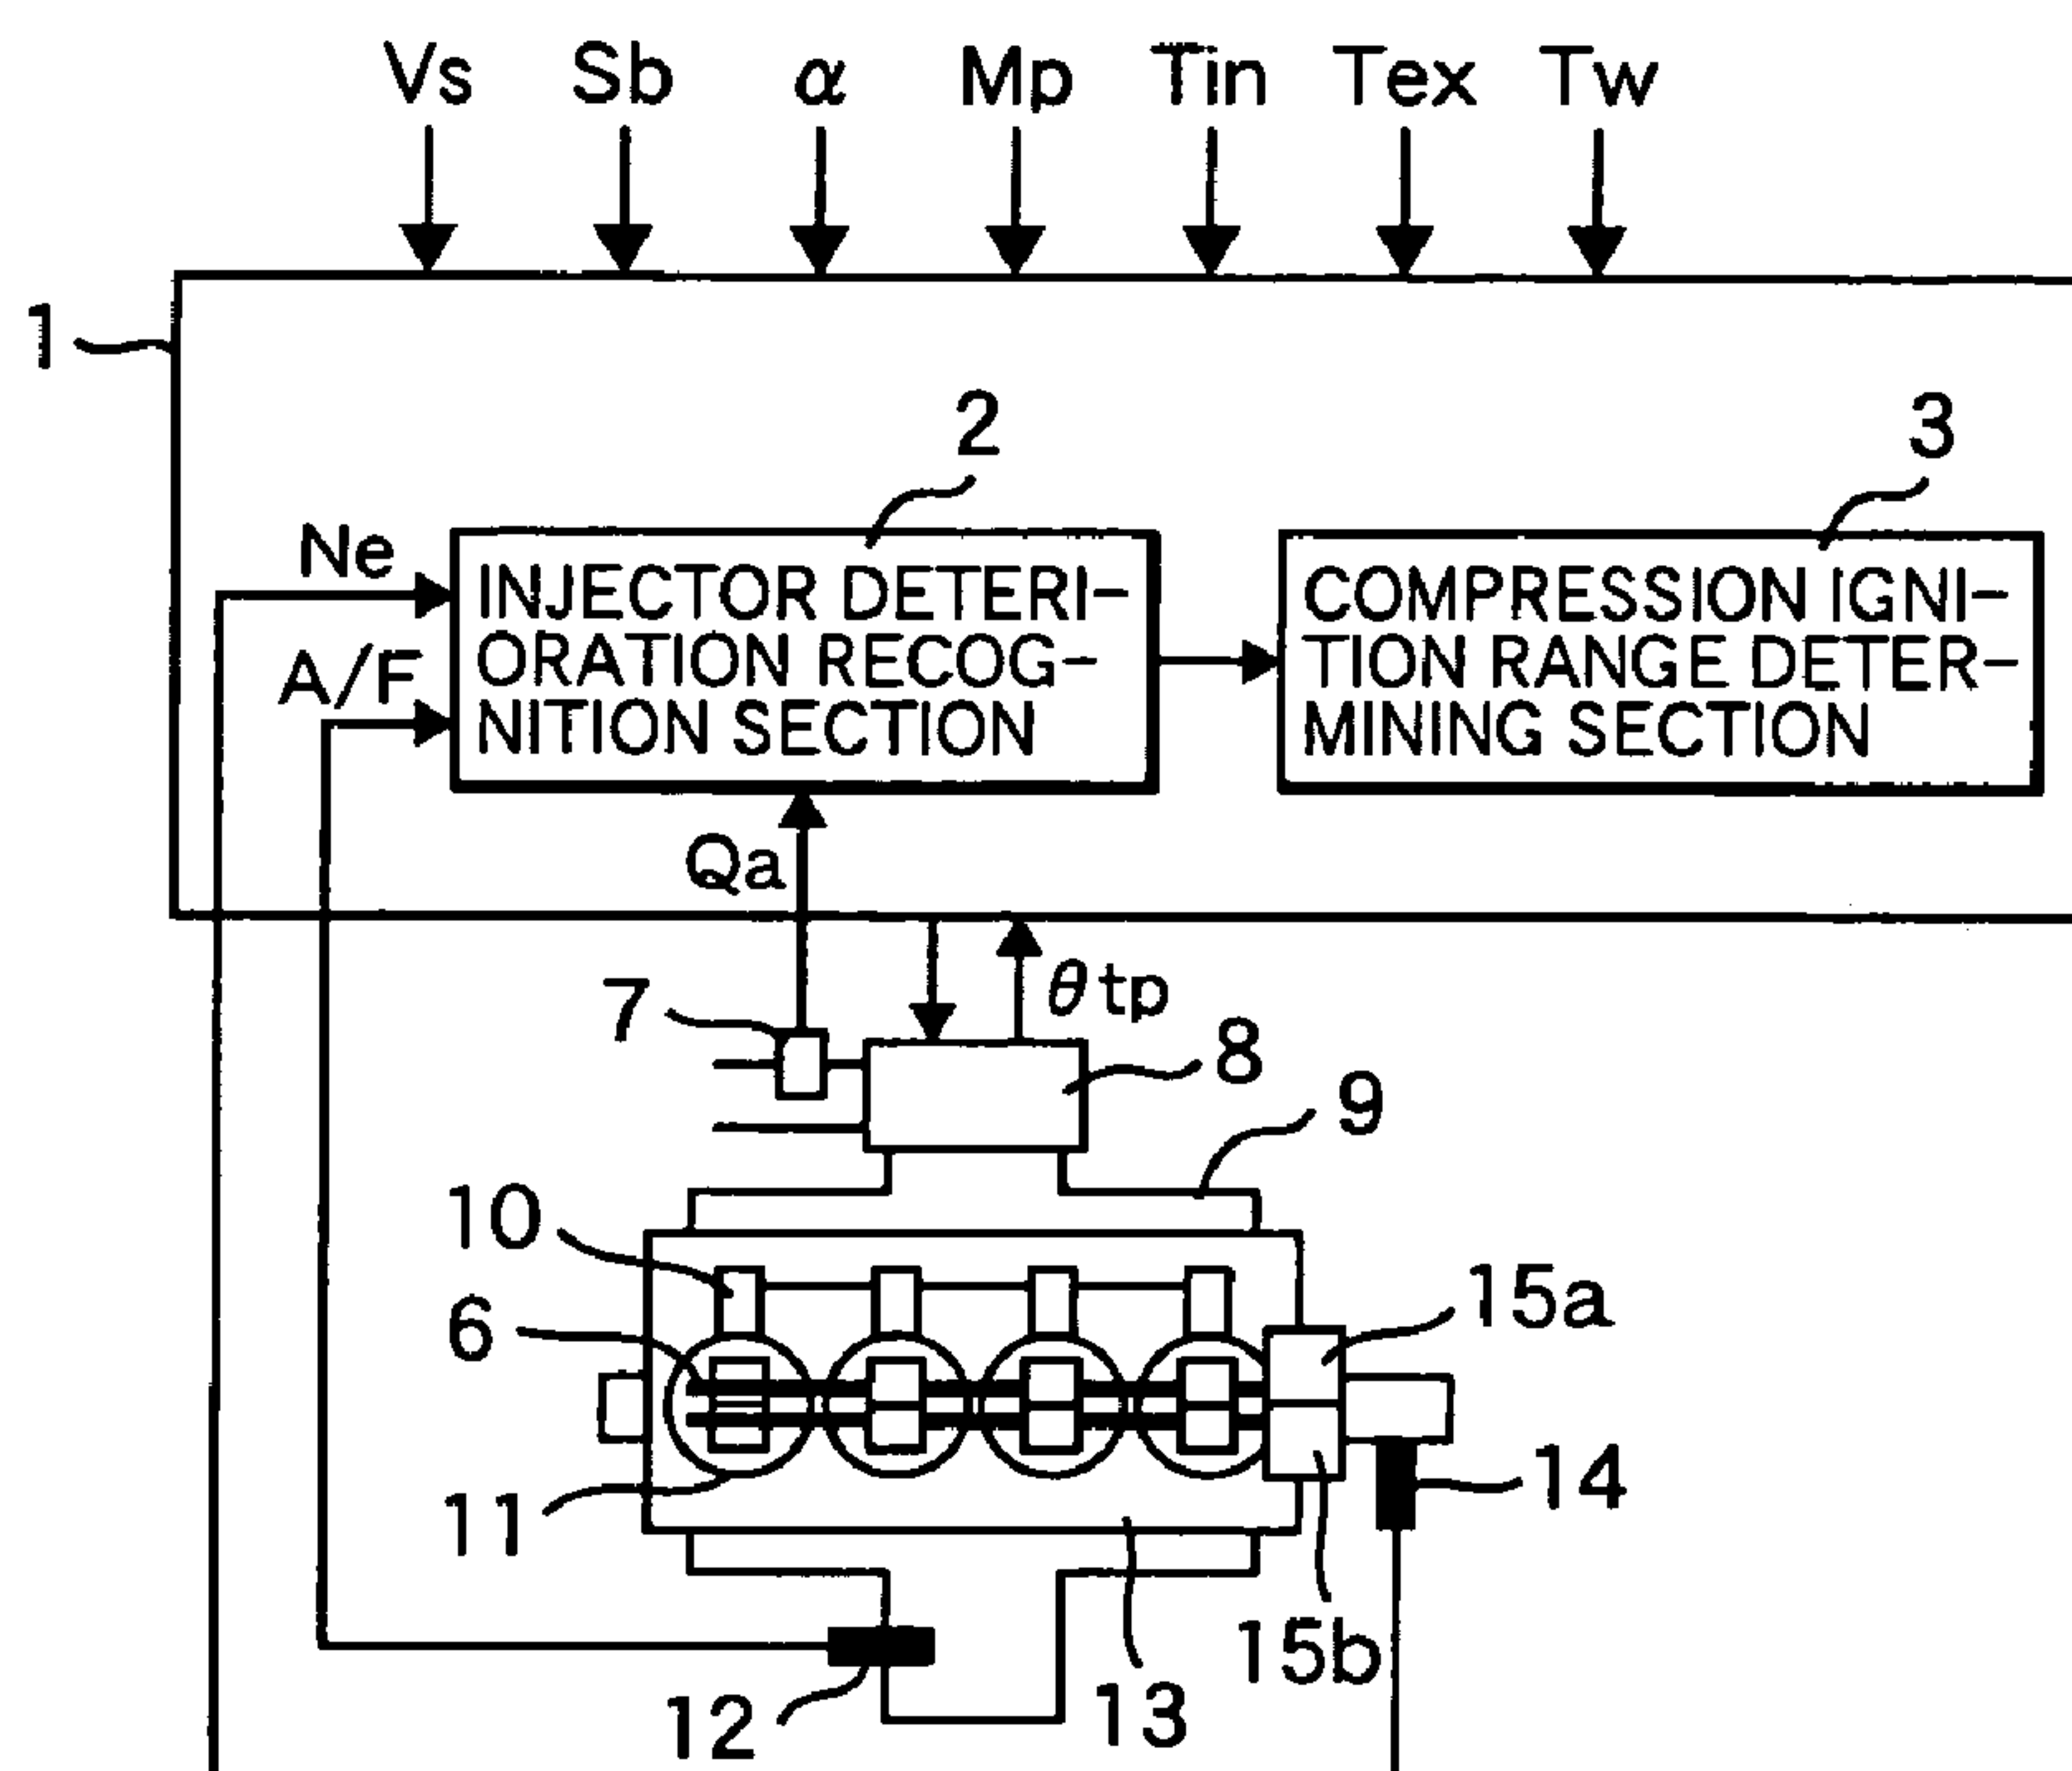 Vs Sb α Mp Tin Tex Tw
1
2 3
Ne
A/F
INJECTOR DETERI-
ORATION RECOG-
NITION SECTION
COMPRESSION IGNI-
TION RANGE DETER-
MINING SECTION
Qa
θtp
7
8
9
10
6
15a
11
14
15b
12
13